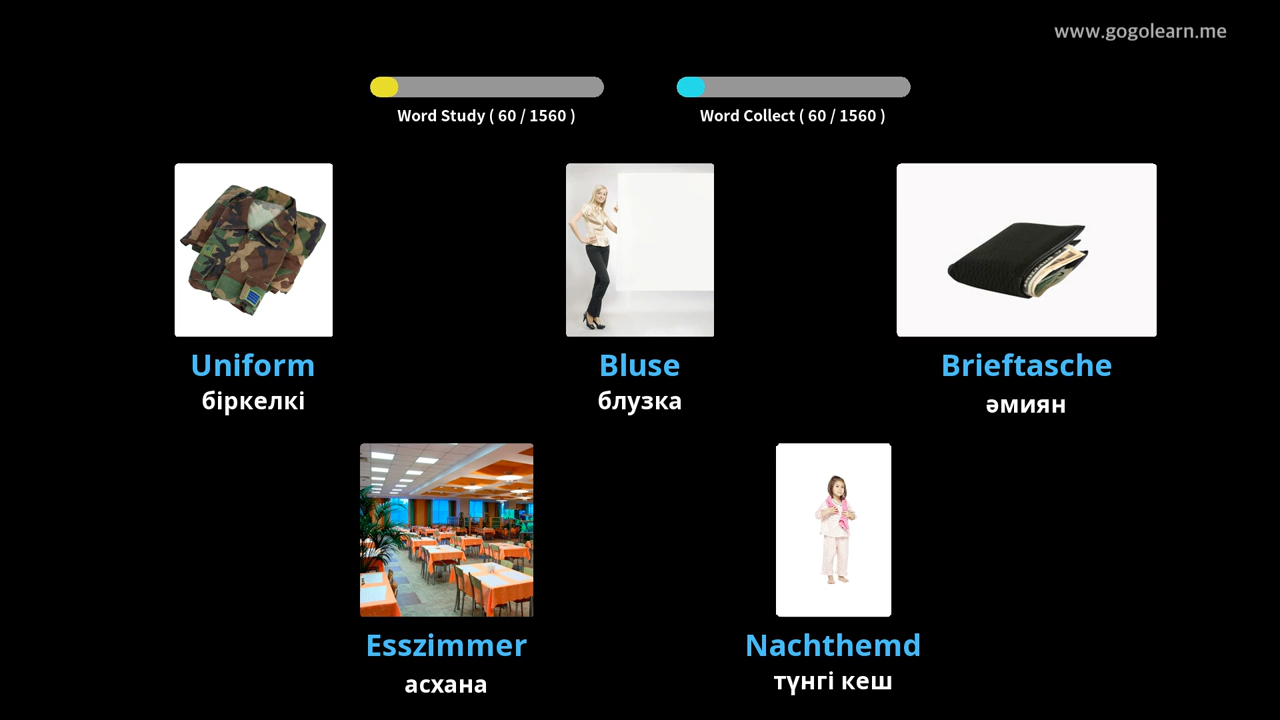 www.gogolearn.me
Word Study ( 60 / 1560 )
Word Collect ( 60 / 1560 )
Uniform
біркелкі
Bluse
блузка
Brieftasche
әмиян
Esszimmer
асхана
Nachthemd
түнгі кеш